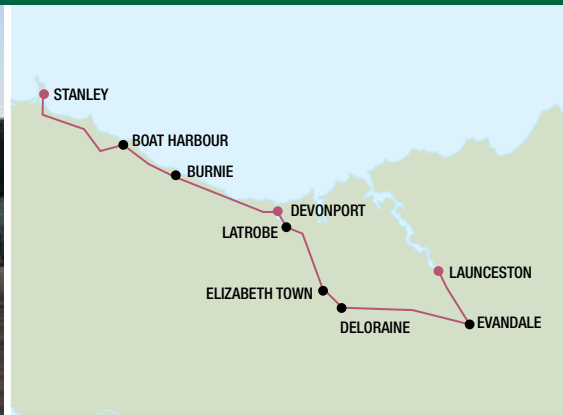 STANLEY
BOAT HARBOUR
BURNIE
DEVONPORT
LATROBE
LAUNCESTON
ELIZABETH TOWN
EVANDALE
DELORAINE